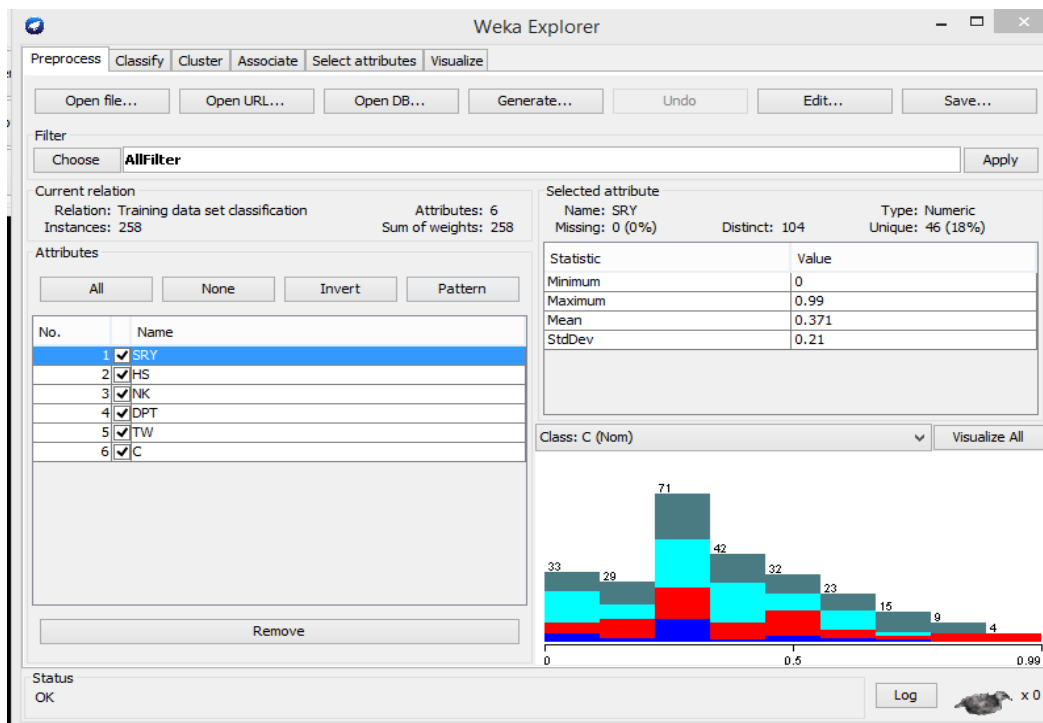 Weka Explorer
Preprocess Classify Cluster Associate Select attributes Visualize
Open file... Open URL... Open DB... Generate... Undo Edit... Save...
Filter
Choose AllFilter Apply
Current relation
Relation: Training data set classification Attributes: 6
Instances: 258 Sum of weights: 258
Attributes
All None Invert Pattern
No. Name
1 SRY
2 HS
3 NK
4 DPT
5 TW
6 C
Remove
Selected attribute
Name: SRY Type: Numeric
Missing: 0 (0%) Distinct: 104 Unique: 46 (18%)
Statistic Value
Minimum 0
Maximum 0.99
Mean 0.371
StdDev 0.21
Class: C (Nom) Visualize All
33 29 71 42 32 23 15 9 4
0 0.5 0.99
Status
OK Log x 0